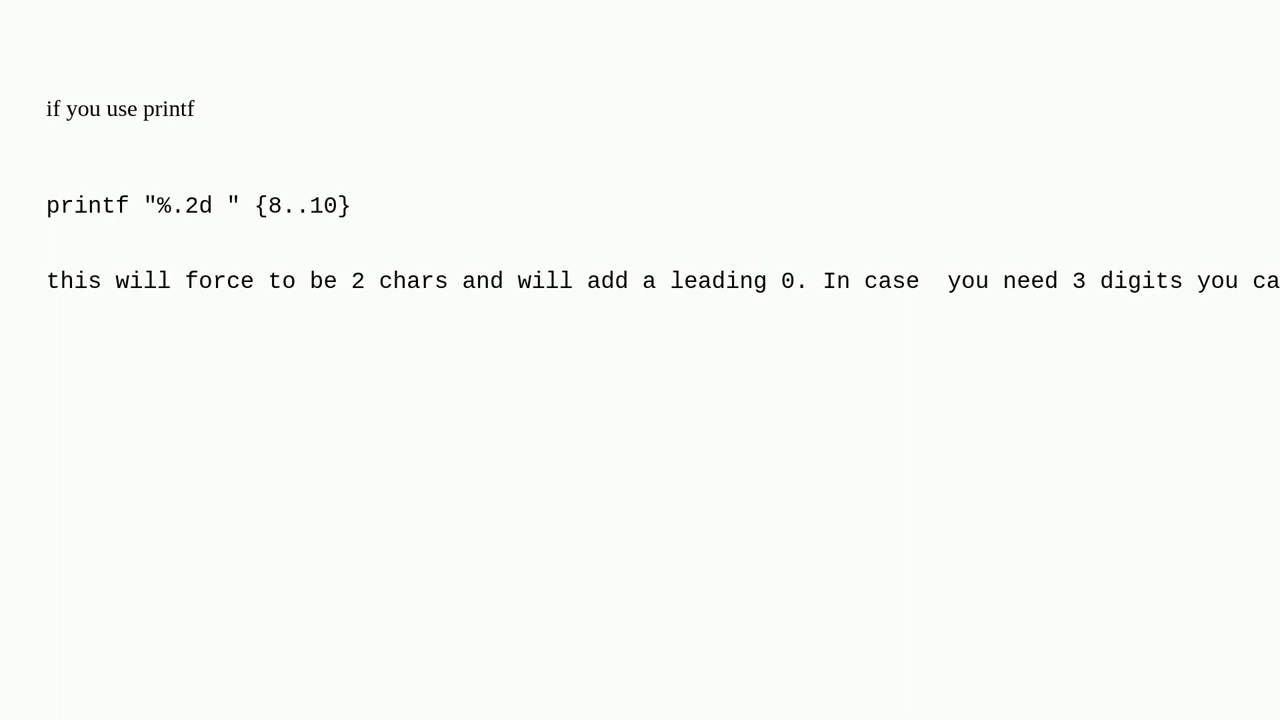 if you use printf
printf "%.2d " {8..10}
this will force to be 2 chars and will add a leading 0. In case  you need 3 digits you ca